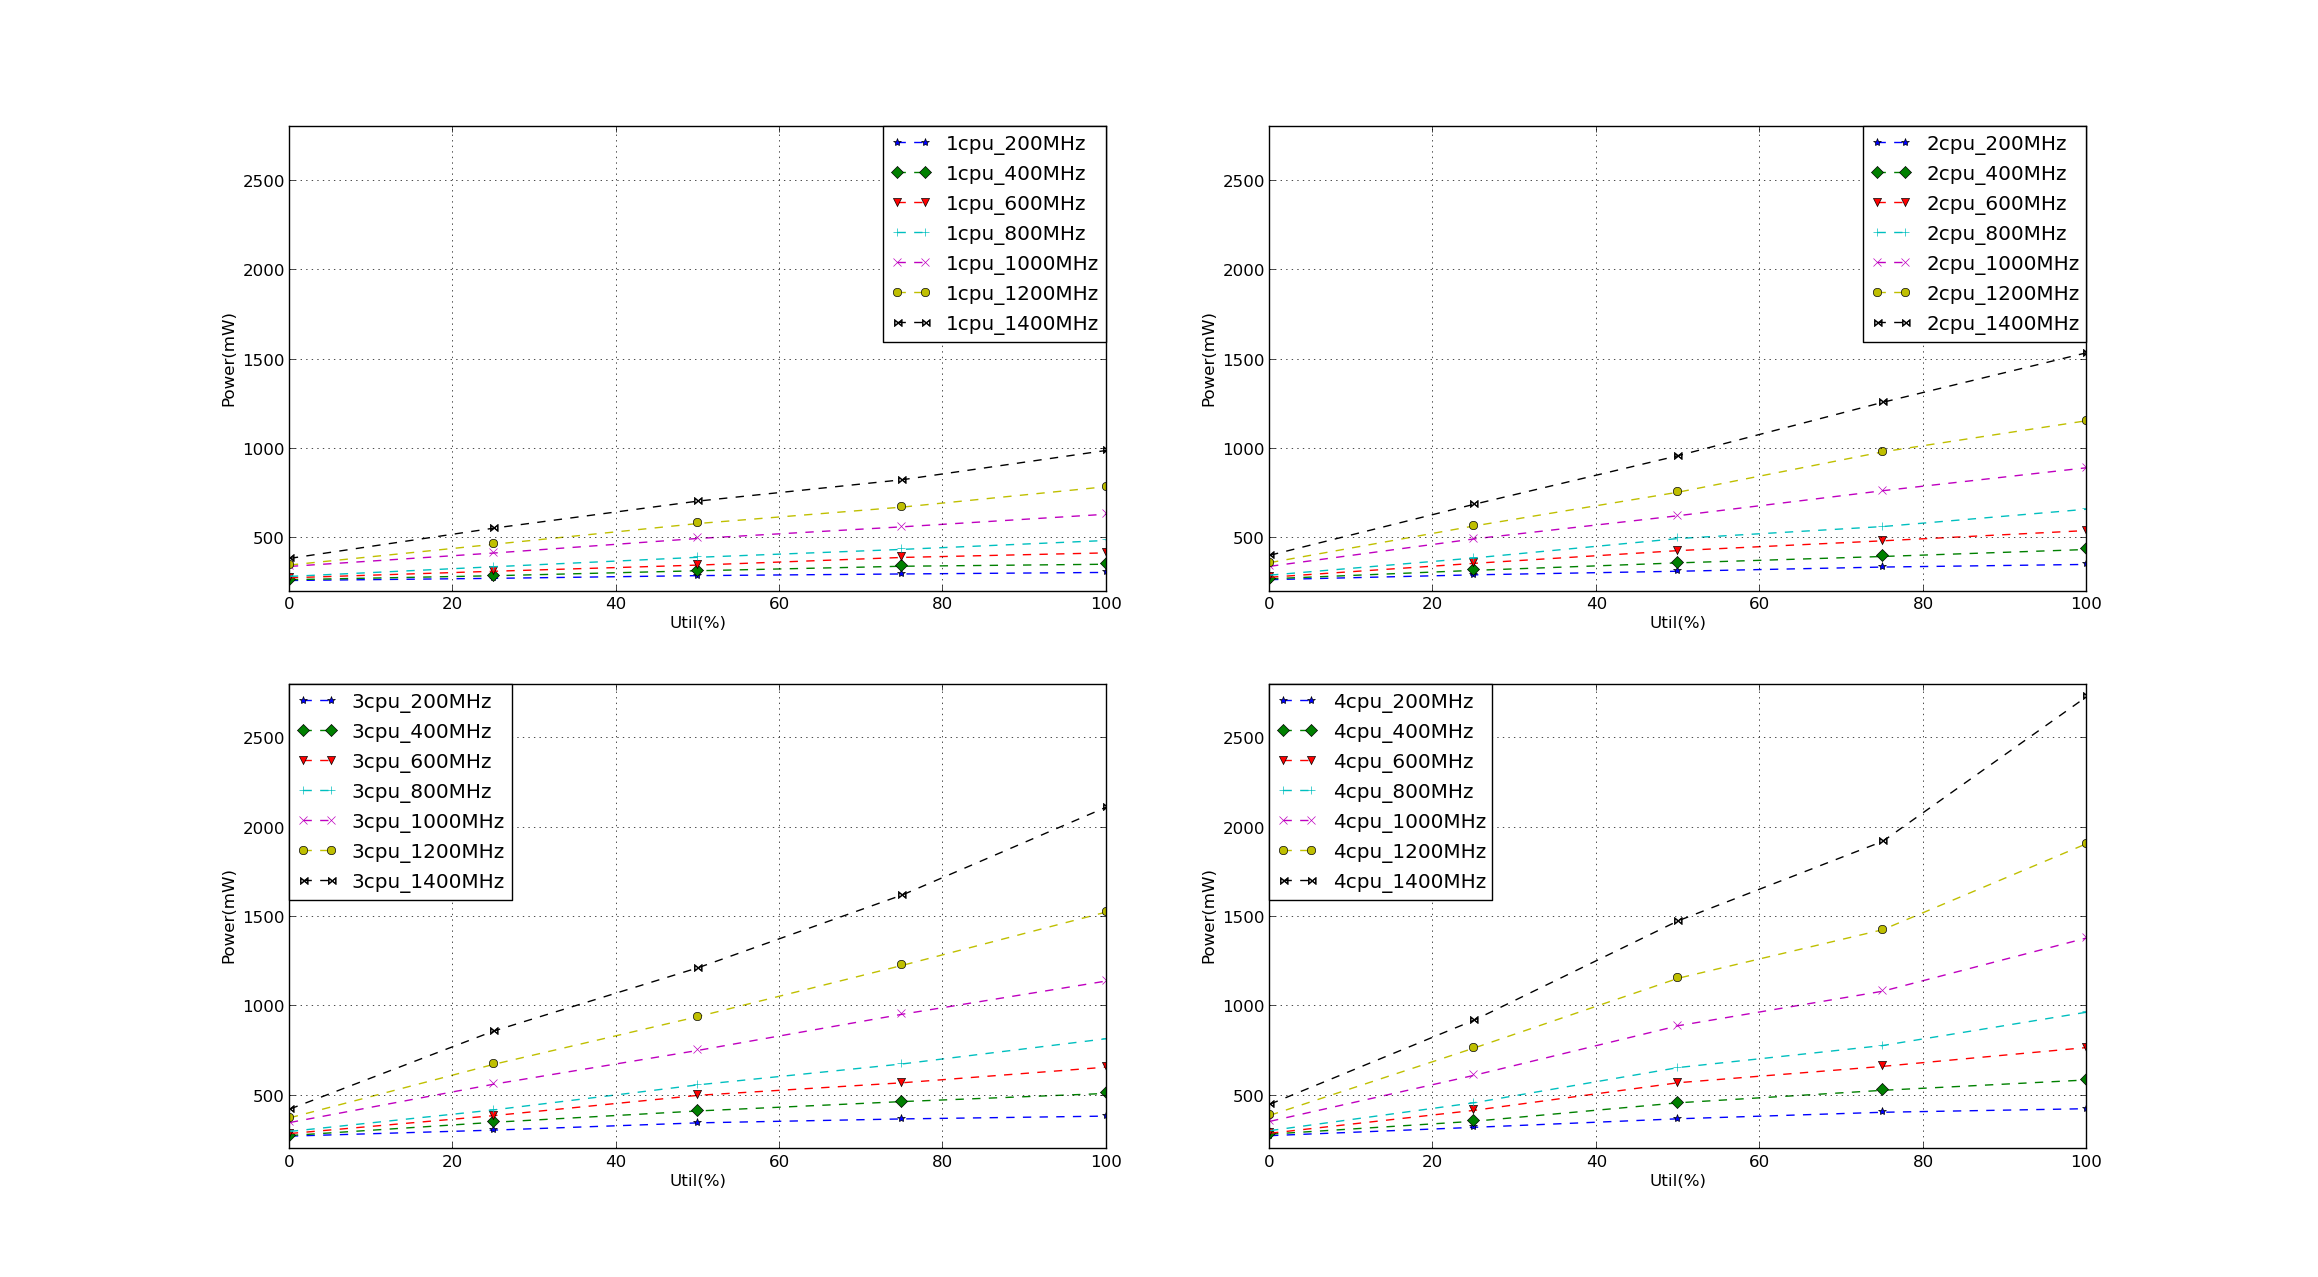 2500
2000
1500
1000
500
Power(mW)
0 20 40 60 80 100
Util(%)
1cpu_200MHz
1cpu_400MHz
1cpu_600MHz
1cpu_800MHz
1cpu_1000MHz
1cpu_1200MHz
1cpu_1400MHz
2500
2000
1500
1000
500
Power(mW)
0 20 40 60 80 100
Util(%)
2cpu_200MHz
2cpu_400MHz
2cpu_600MHz
2cpu_800MHz
2cpu_1000MHz
2cpu_1200MHz
2cpu_1400MHz
2500
2000
1500
1000
500
Power(mW)
0 20 40 60 80 100
Util(%)
3cpu_200MHz
3cpu_400MHz
3cpu_600MHz
3cpu_800MHz
3cpu_1000MHz
3cpu_1200MHz
3cpu_1400MHz
2500
2000
1500
1000
500
Power(mW)
0 20 40 60 80 100
Util(%)
4cpu_200MHz
4cpu_400MHz
4cpu_600MHz
4cpu_800MHz
4cpu_1000MHz
4cpu_1200MHz
4cpu_1400MHz